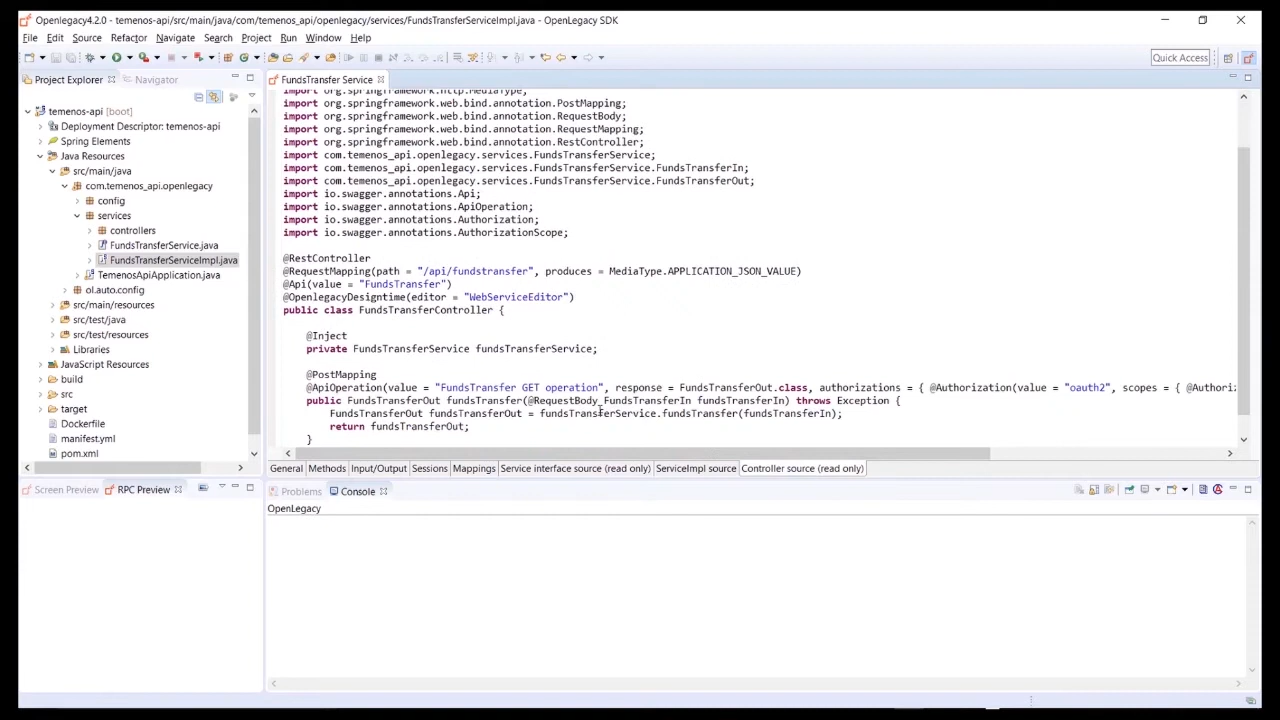 Openlegacy4.2.0 - temenos-api/src/main/java/com/temenos_api/openlegacy/services/FundsTransferServiceImpl.java - OpenLegacy SDK
File Edit Source Refactor Navigate Search Project Run Window Help
Quick Access
Project Explorer Navigator
temenos-api [boot]
Deployment Descriptor: temenos-api
Spring Elements
Java Resources
src/main/java
com.temenos_api.openlegacy
config
services
controllers
FundsTransferService.java
FundsTransferServiceImpl.java
TemenosApiApplication.java
ol.auto.config
src/main/resources
src/test/java
src/test/resources
Libraries
JavaScript Resources
build
src
target
Dockerfile
manifest.yml
pom.xml
FundsTransfer Service
import org.springframework.http.MediaType;
import org.springframework.web.bind.annotation.PostMapping;
import org.springframework.web.bind.annotation.RequestBody;
import org.springframework.web.bind.annotation.RequestMapping;
import org.springframework.web.bind.annotation.RestController;
import com.temenos_api.openlegacy.services.FundsTransferService;
import com.temenos_api.openlegacy.services.FundsTransferService.FundsTransferIn;
import com.temenos_api.openlegacy.services.FundsTransferService.FundsTransferOut;
import io.swagger.annotations.Api;
import io.swagger.annotations.ApiOperation;
import io.swagger.annotations.Authorization;
import io.swagger.annotations.AuthorizationScope;
@RestController
@RequestMapping(path = "/api/fundstransfer", produces = MediaType.APPLICATION_JSON_VALUE)
@Api(value = "FundsTransfer")
@OpenlegacyDesigntime(editor = "WebServiceEditor")
public class FundsTransferController {
@Inject
private FundsTransferService fundsTransferService;
@PostMapping
@ApiOperation(value = "FundsTransfer GET operation", response = FundsTransferOut.class, authorizations = { @Authorization(value = "oauth2", scopes = { @Authori
public FundsTransferOut fundsTransfer(@RequestBody FundsTransferIn fundsTransferIn) throws Exception {
FundsTransferOut fundsTransferOut = fundsTransferService.fundsTransfer(fundsTransferIn);
return fundsTransferOut;
}
General Methods Input/Output Sessions Mappings Service interface source (read only) ServiceImpl source Controller source (read only)
Screen Preview RPC Preview
Problems Console
OpenLegacy